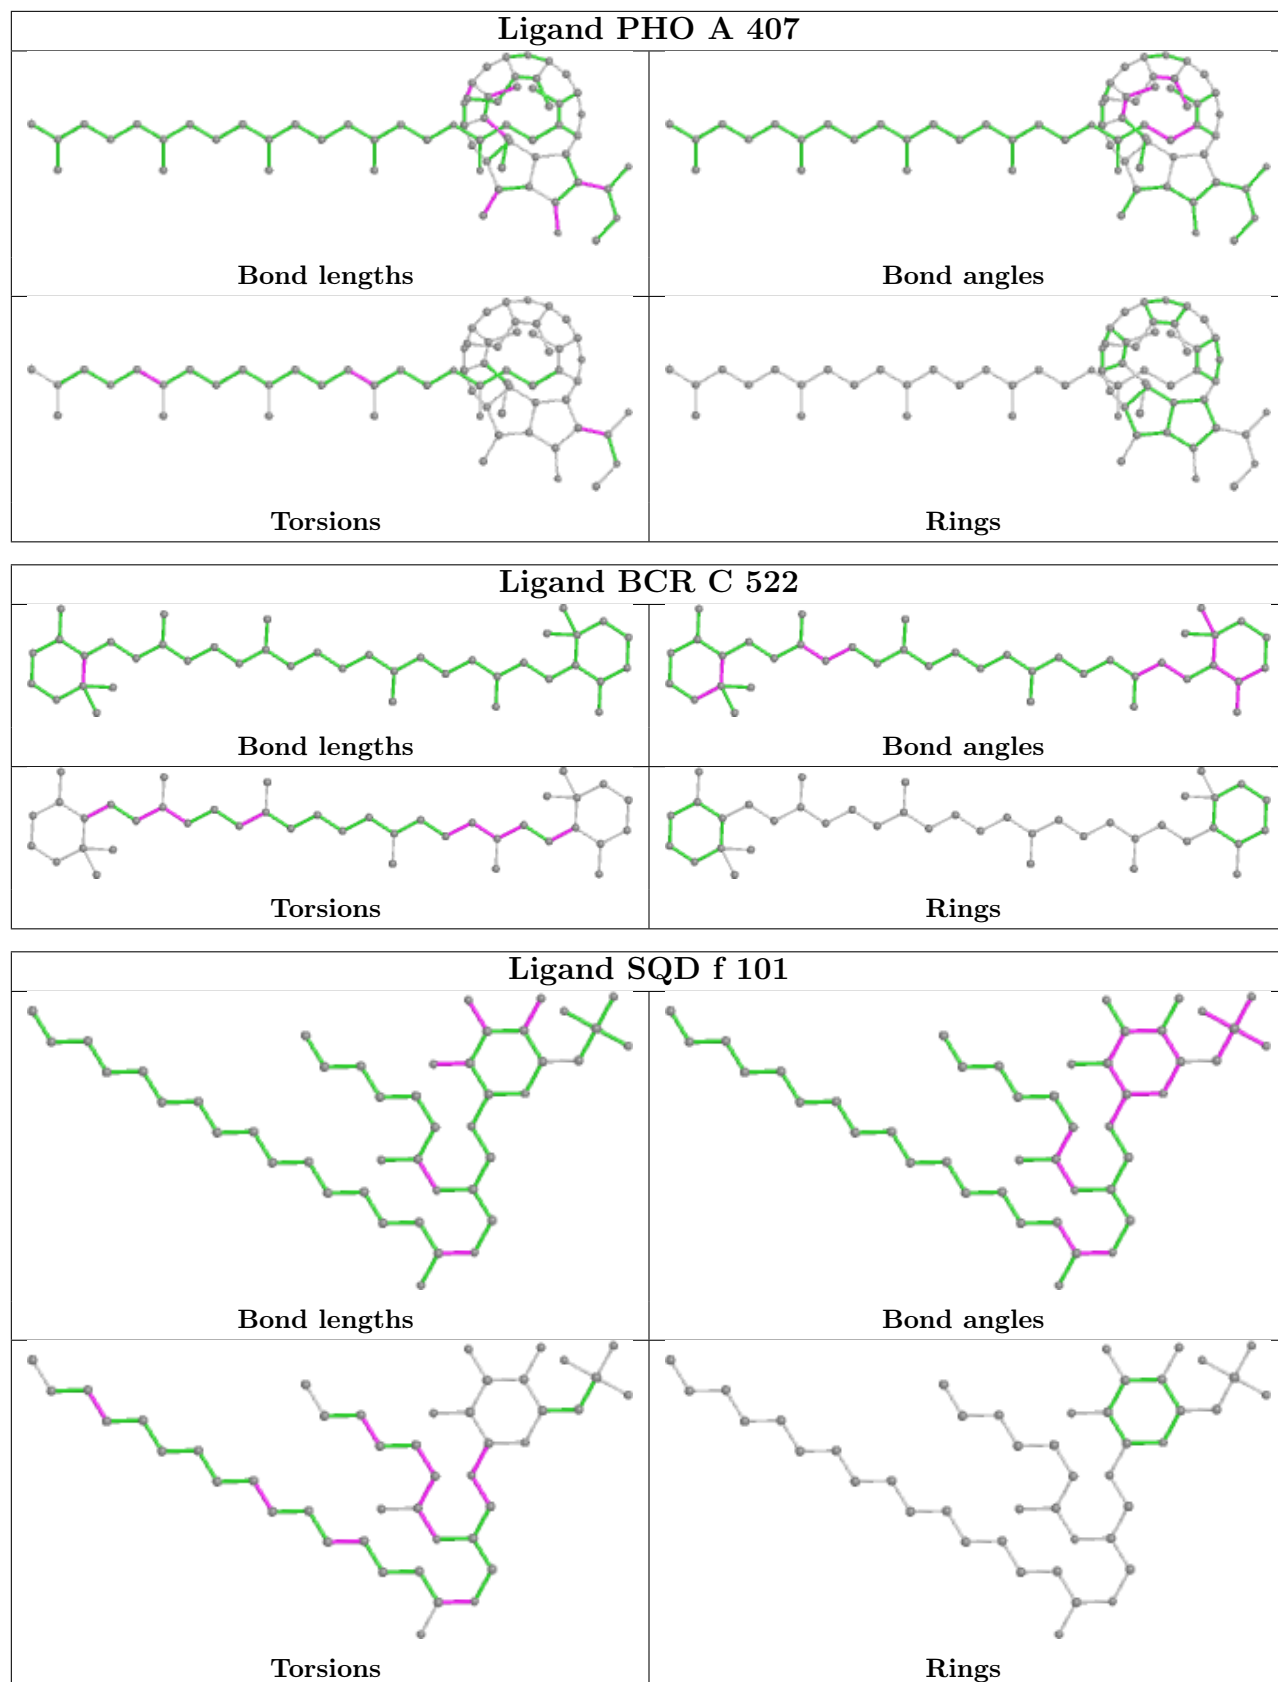 Ligand PHO A 407
Bond lengths
Bond angles
Torsions
Rings
Ligand BCR C 522
Bond lengths
Bond angles
Torsions
Rings
Ligand SQD f 101
Bond lengths
Bond angles
Torsions
Rings